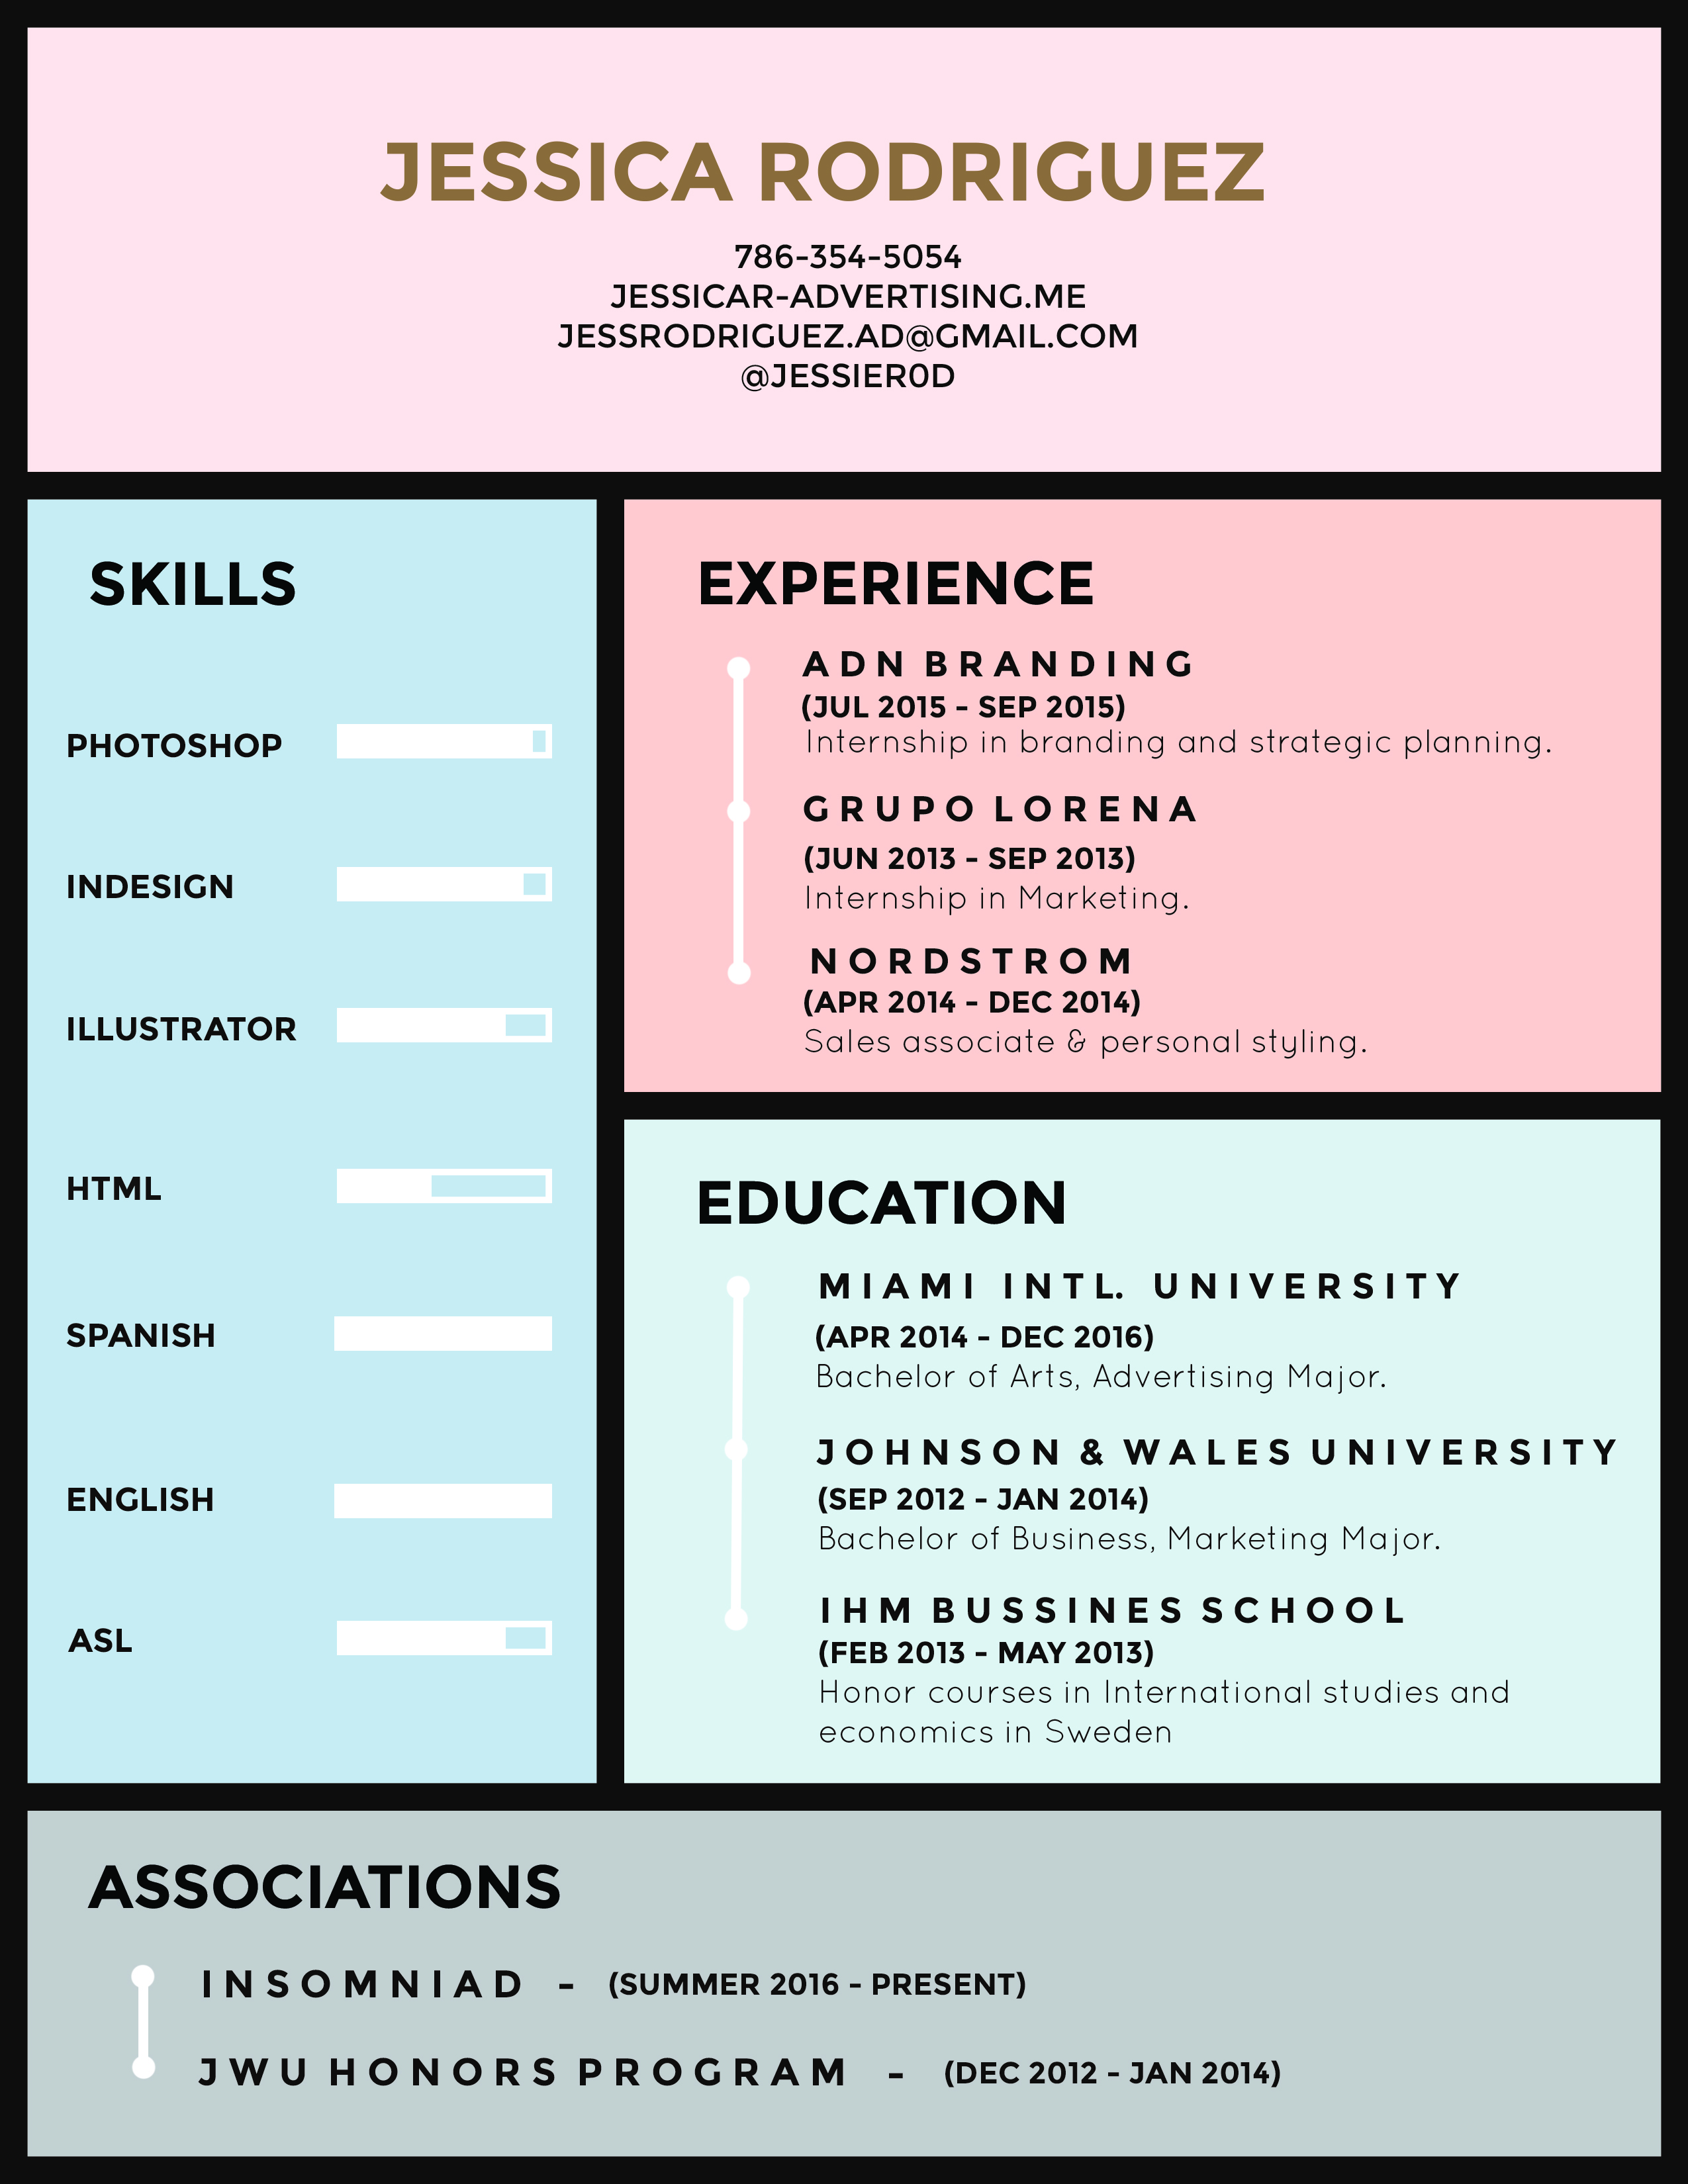 JESSICA RODRIGUEZ
786-354-5054
JESSICAR-ADVERTISING.ME
JESSRODRIGUEZ.AD@GMAIL.COM
@JESSIER0D
SKILLS
PHOTOSHOP
INDESIGN
ILLUSTRATOR
HTML
SPANISH
ENGLISH
ASL
EXPERIENCE
ADN BRANDING
(JUL 2015 - SEP 2015)
Internship in branding and strategic planning.
GRUPO LORENA
(JUN 2013 - SEP 2013)
Internship in Marketing.
NORDSTROM
(APR 2014 - DEC 2014)
Sales associate & personal styling.
EDUCATION
MIAMI INTL. UNIVERSITY
(APR 2014 - DEC 2016)
Bachelor of Arts, Advertising Major.
JOHNSON & WALES UNIVERSITY
(SEP 2012 - JAN 2014)
Bachelor of Business, Marketing Major.
IHM BUSSINES SCHOOL
(FEB 2013 - MAY 2013)
Honor courses in International studies and
economics in Sweden
ASSOCIATIONS
INSOMNIAD - (SUMMER 2016 - PRESENT)
JWU HONORS PROGRAM - (DEC 2012 - JAN 2014)